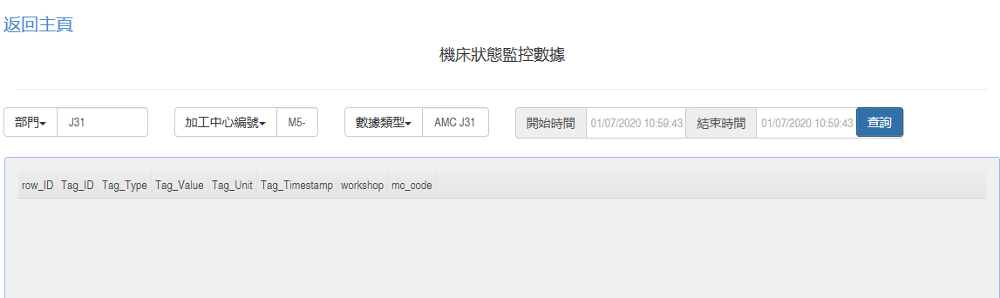 返回主頁
機床狀態監控數據
部門 J31 加工中心編號 M5- 數據類型 AMC J31 開始時間 01/07/2020 10:59:43 結束時間 01/07/2020 10:59:43 查詢
row_ID Tag_ID Tag_Type Tag_Value Tag_Unit Tag_Timestamp workshop mc_code